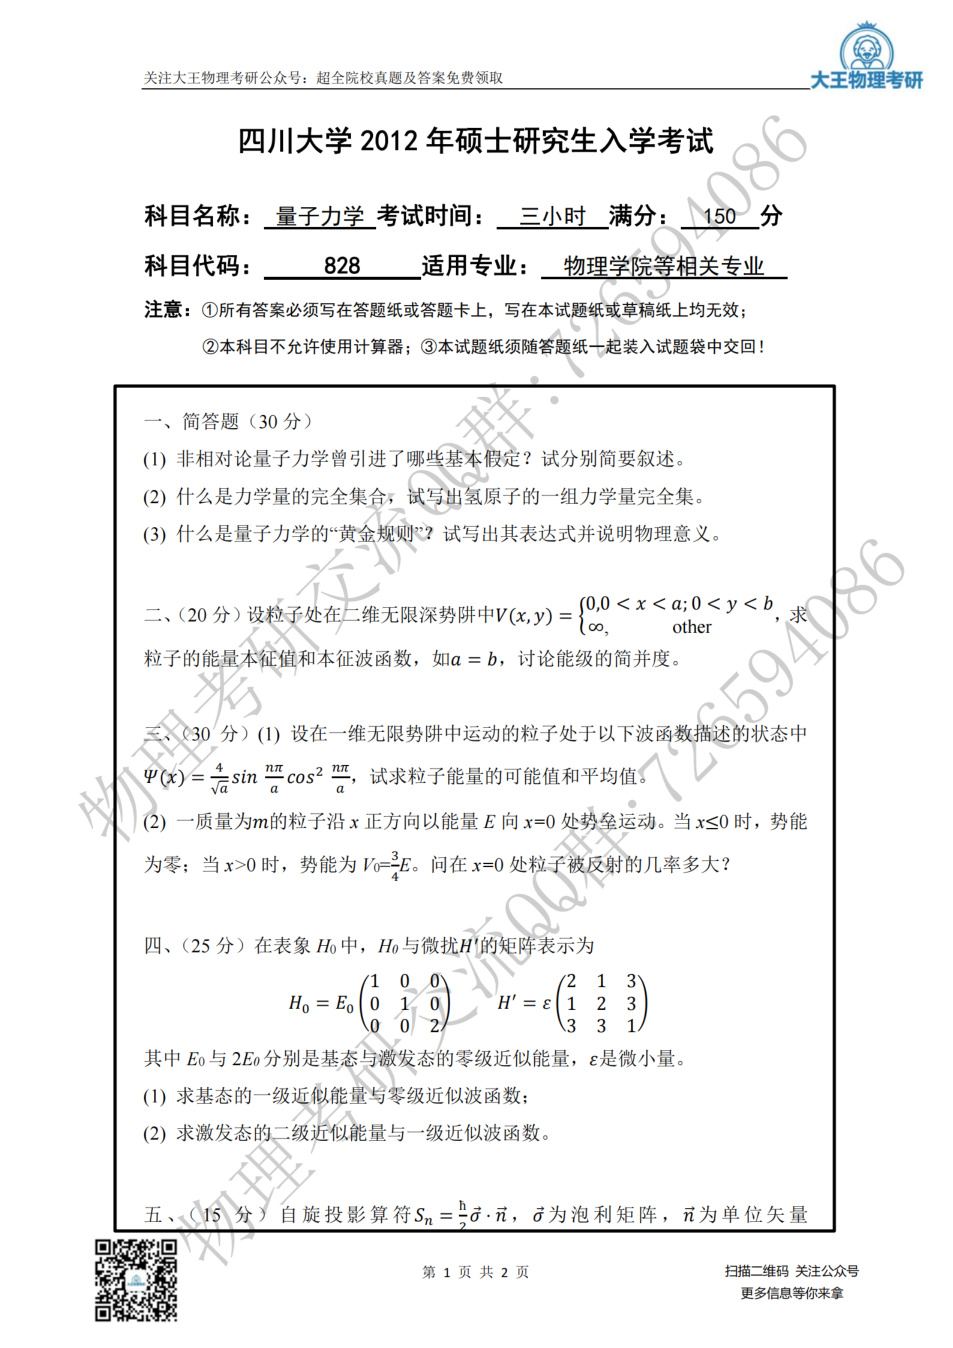 关注大王物理考研公众号：超全院校真题及答案免费领取
大王物理考研
四川大学 2012 年硕士研究生入学考试
科目名称： 量子力学 考试时间： 三小时 满分： 150 分
科目代码： 828 适用专业： 物理学院等相关专业
注意：①所有答案必须写在答题纸或答题卡上，写在本试题纸或草稿纸上均无效；
②本科目不允许使用计算器；③本试题纸须随答题纸一起装入试题袋中交回！
一、简答题（30 分）
(1) 非相对论量子力学曾引进了哪些基本假定？试分别简要叙述。
(2) 什么是力学量的完全集合，试写出氢原子的一组力学量完全集。
(3) 什么是量子力学的“黄金规则”？试写出其表达式并说明物理意义。
二、（20 分）设粒子处在二维无限深势阱中V(x, y) = {0,0 < x < a; 0 < y < b ∞, other ，求
粒子的能量本征值和本征波函数，如a = b，讨论能级的简并度。
三、（30 分）(1) 设在一维无限势阱中运动的粒子处于以下波函数描述的状态中
Ψ(x) = 4/√a sin nπ/a cos² nπ/a，试求粒子能量的可能值和平均值。
(2) 一质量为m的粒子沿 x 正方向以能量 E 向 x=0 处势垒运动。当 x≤0 时，势能
为零；当 x>0 时，势能为 V₀=3/4E。问在 x=0 处粒子被反射的几率多大？
四、（25 分）在表象 H₀ 中，H₀ 与微扰H′的矩阵表示为
H₀ = E₀ (1 0 0; 0 1 0; 0 0 2) H′ = ε (2 1 3; 1 2 3; 3 3 1)
其中 E₀ 与 2E₀ 分别是基态与激发态的零级近似能量，ε是微小量。
(1) 求基态的一级近似能量与零级近似波函数；
(2) 求激发态的二级近似能量与一级近似波函数。
五、（15 分）自旋投影算符Sₙ = ħ/2 σ⃗ · n⃗，σ⃗为泡利矩阵，n⃗为单位矢量
物理考研交流QQ群：72659408​6
物理考研交流QQ群：726594086
大王物理考研
第 1 页 共 2 页
扫描二维码 关注公众号
更多信息等你来拿